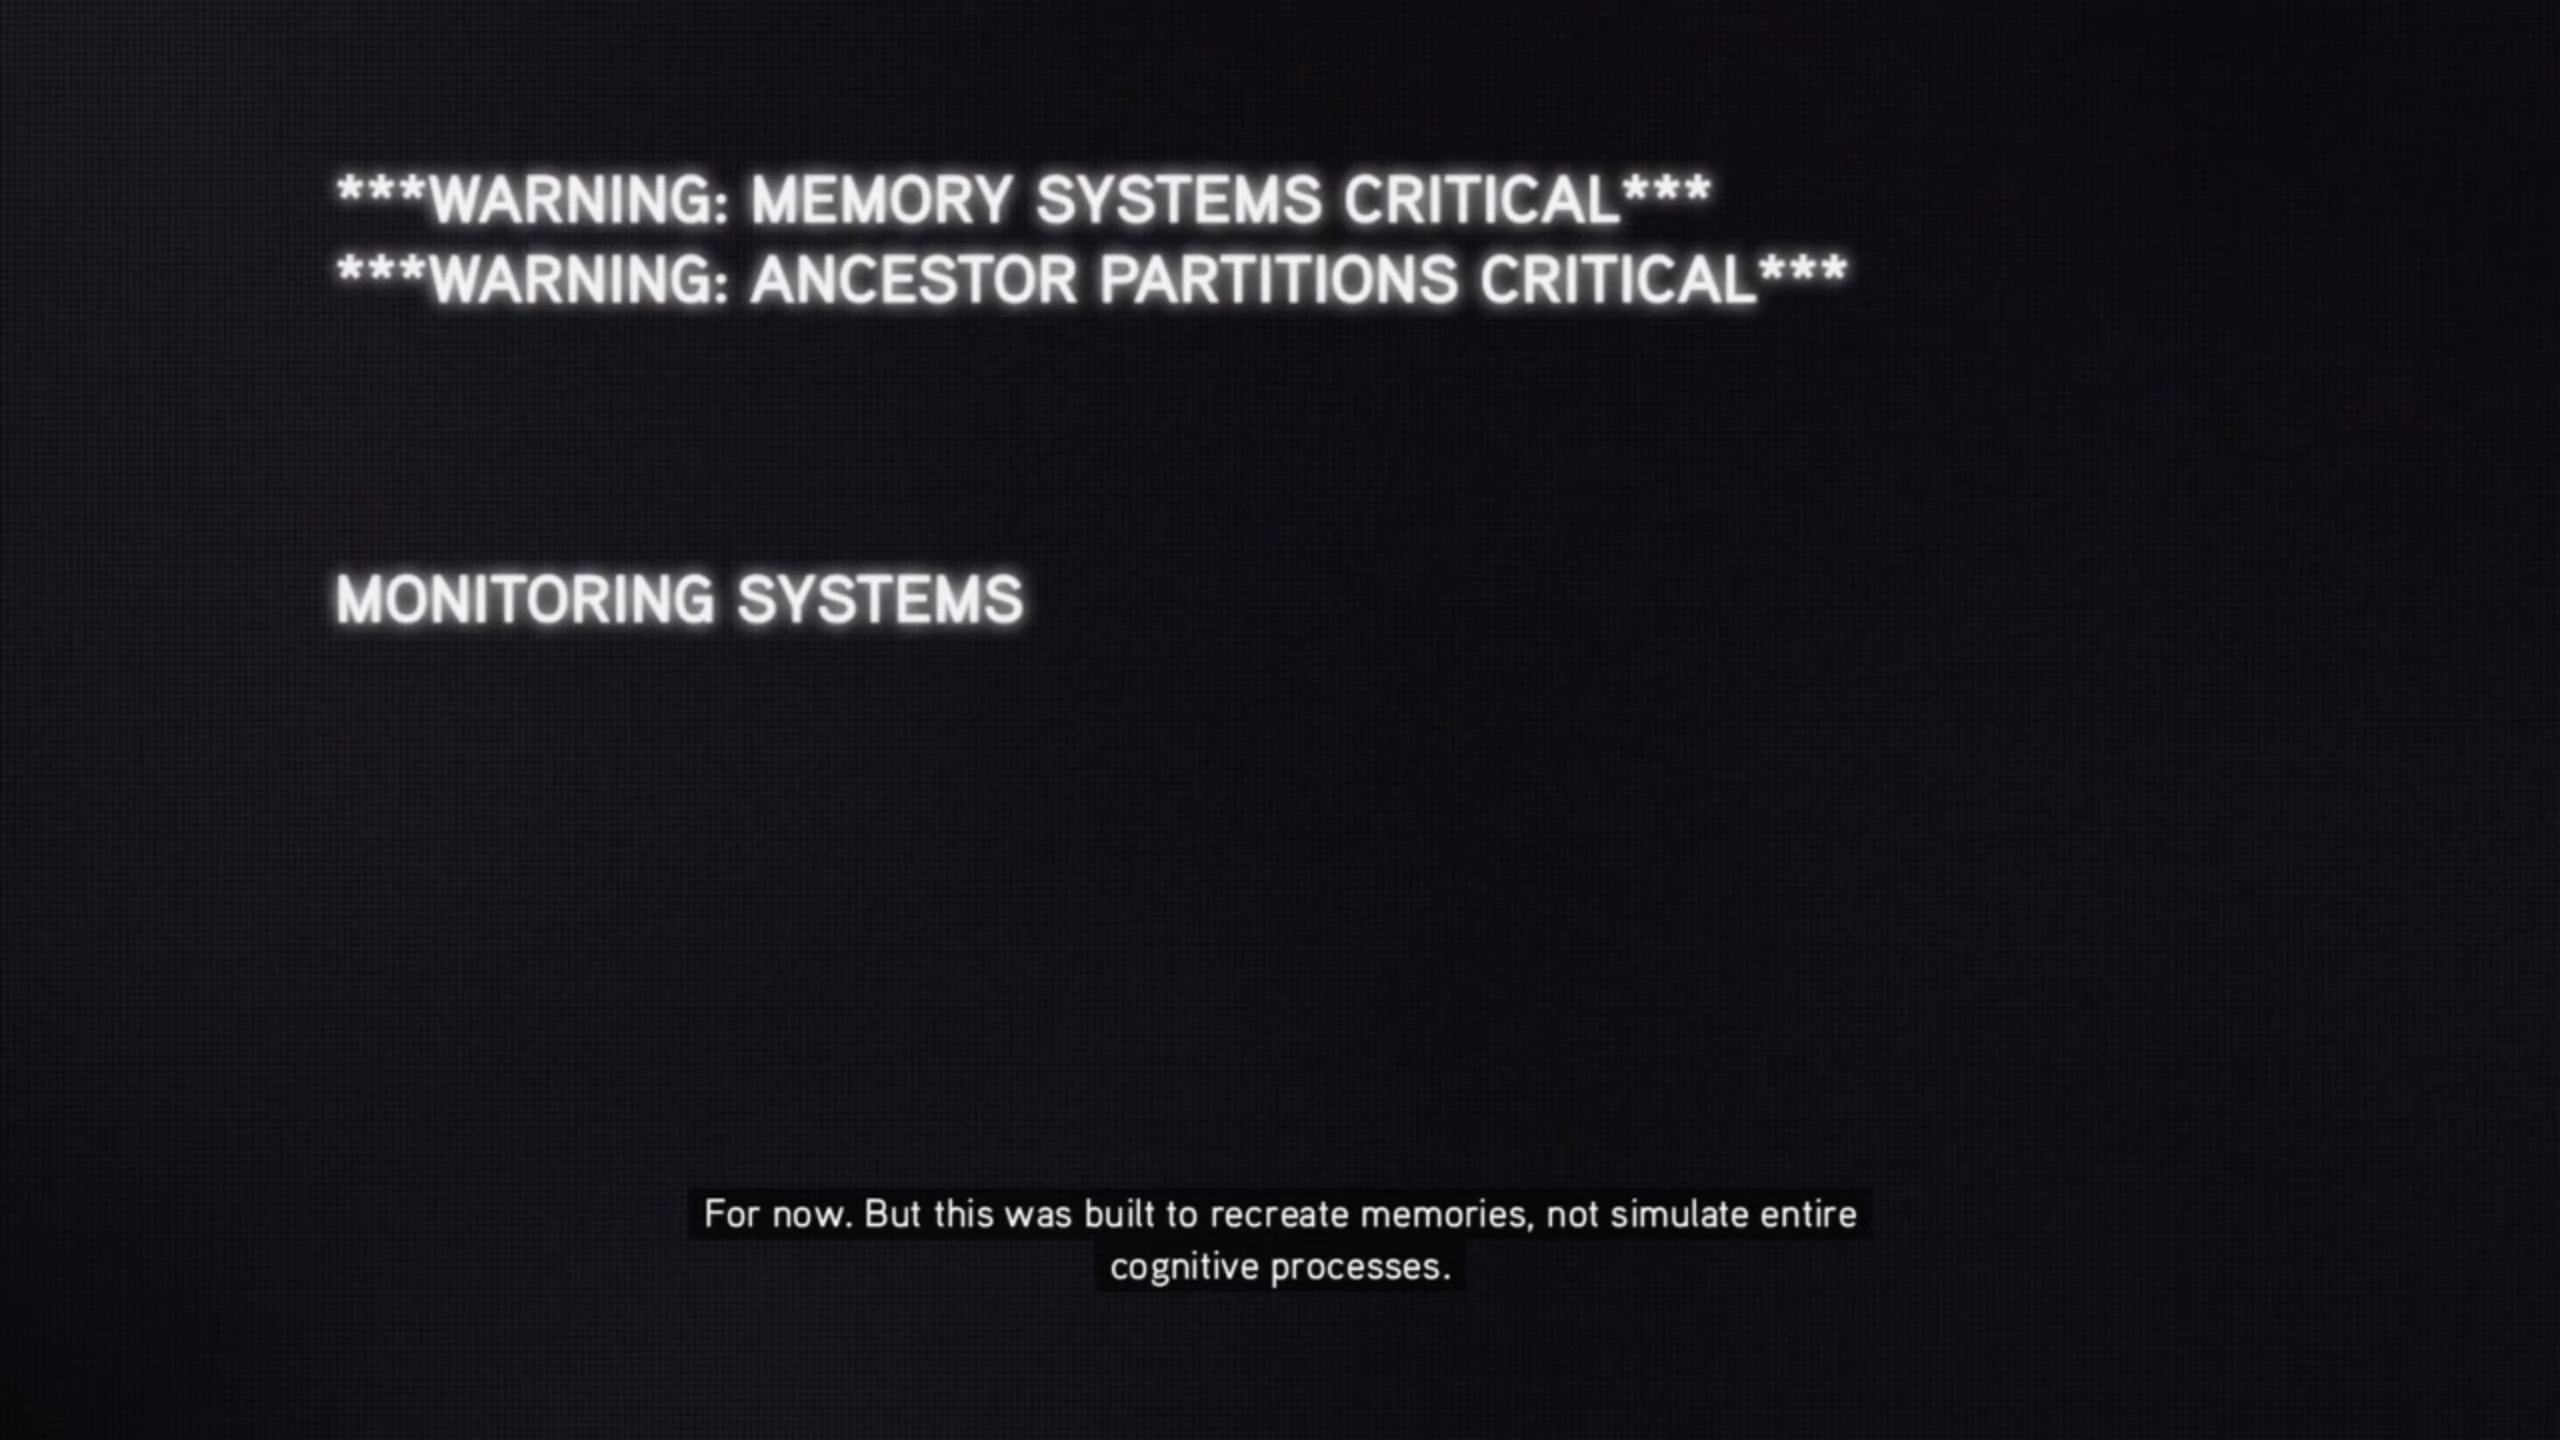 ***WARNING: MEMORY SYSTEMS CRITICAL***
***WARNING: ANCESTOR PARTITIONS CRITICAL***
MONITORING SYSTEMS
For now. But this was built to recreate memories, not simulate entire
cognitive processes.